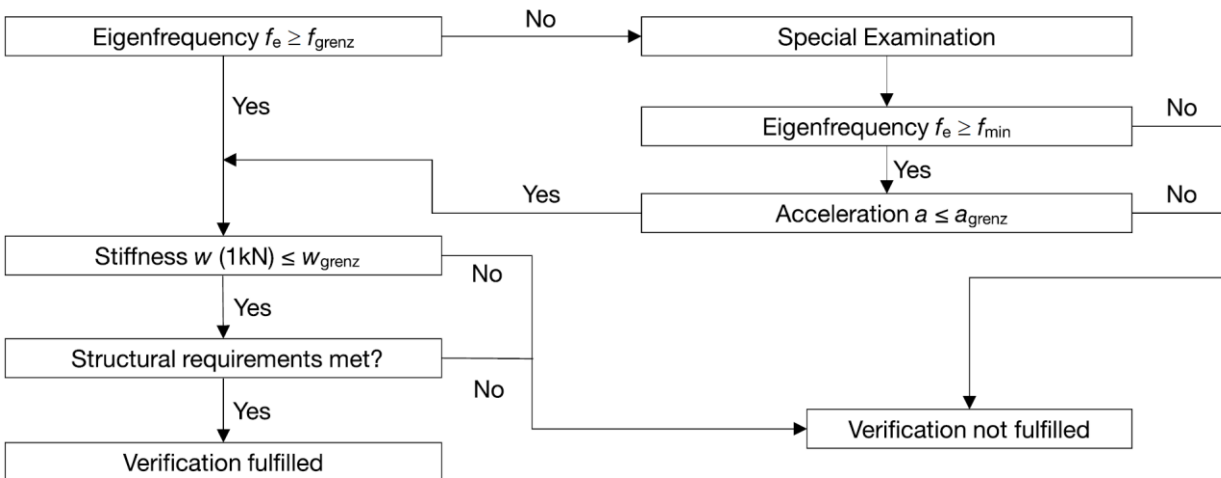 Eigenfrequency fe ≥ fgrenz
No
Special Examination
Yes
No
Eigenfrequency fe ≥ fmin
Yes
Yes
No
Acceleration a ≤ agrenz
Stiffness w (1kN) ≤ wgrenz
No
Yes
Structural requirements met?
No
Yes
Verification not fulfilled
Verification fulfilled